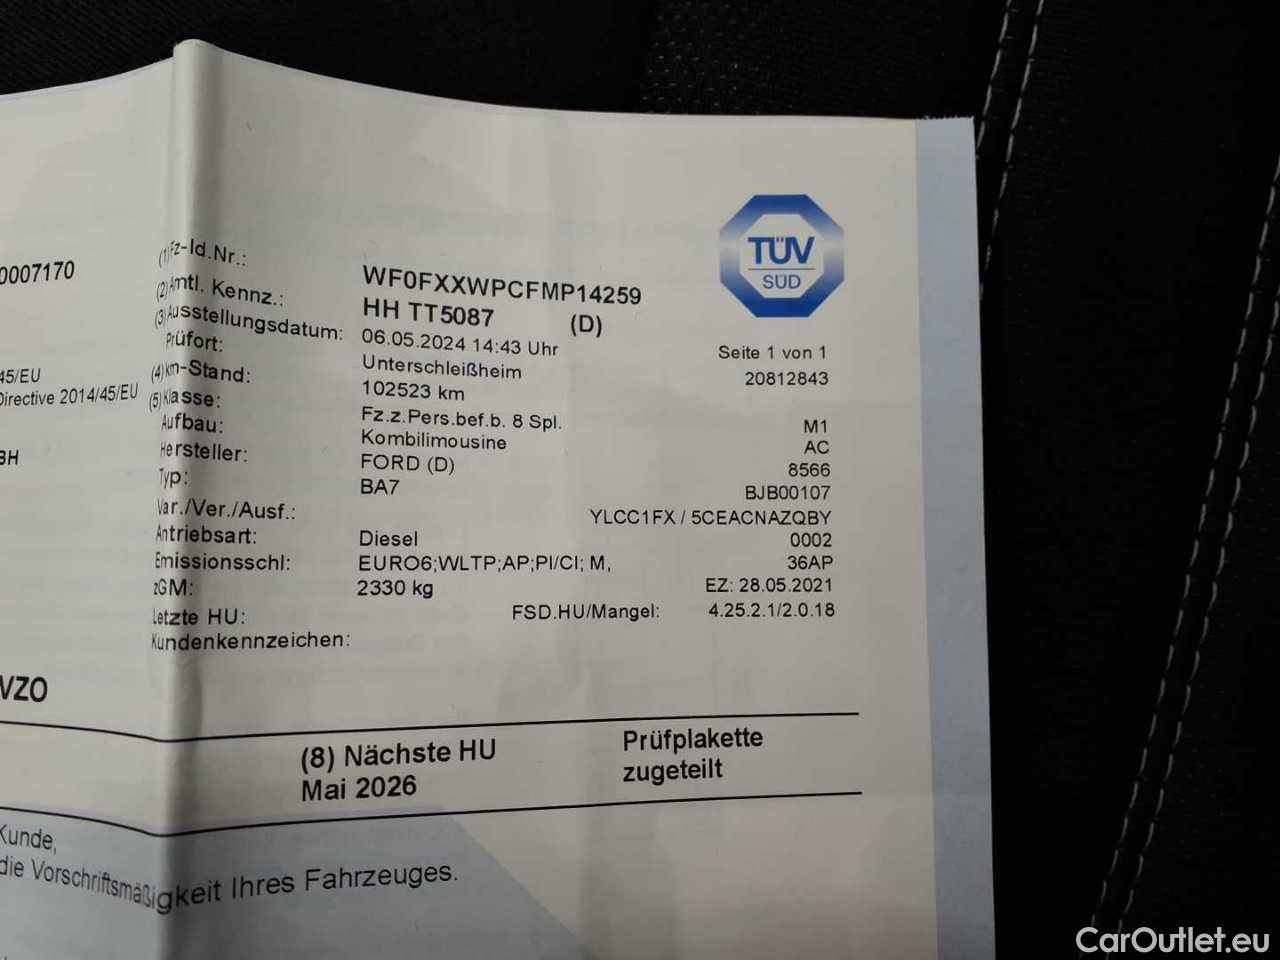 TÜV
SÜD
0007170
(1) Fz-Id.Nr.: WF0FXXWPCFMP14259
(2) Amtl. Kennz.: HH TT5087 (D)
(3) Ausstellungsdatum: 06.05.2024 14:43 Uhr Seite 1 von 1
Prüfort: Unterschleißheim 20812843
(4) km-Stand: 102523 km
(5) Klasse: Fz.z.Pers.bef.b. 8 Spl. M1
Aufbau: Kombilimousine AC
Hersteller: FORD (D) 8566
Typ: BA7 BJB00107
Var./Ver./Ausf.: YLCC1FX / 5CEACNAZQBY
Antriebsart: Diesel 0002
Emissionsschl: EURO6;WLTP;AP;PI/CI; M, 36AP
zGM: 2330 kg EZ: 28.05.2021
Letzte HU: FSD.HU/Mangel: 4.25.2.1/2.0.18
Kundenkennzeichen:
45/EU
Directive 2014/45/EU
BH
VZO
(8) Nächste HU Prüfplakette
Mai 2026 zugeteilt
Kunde,
die Vorschriftsmäßigkeit Ihres Fahrzeuges.
CarOutlet.eu